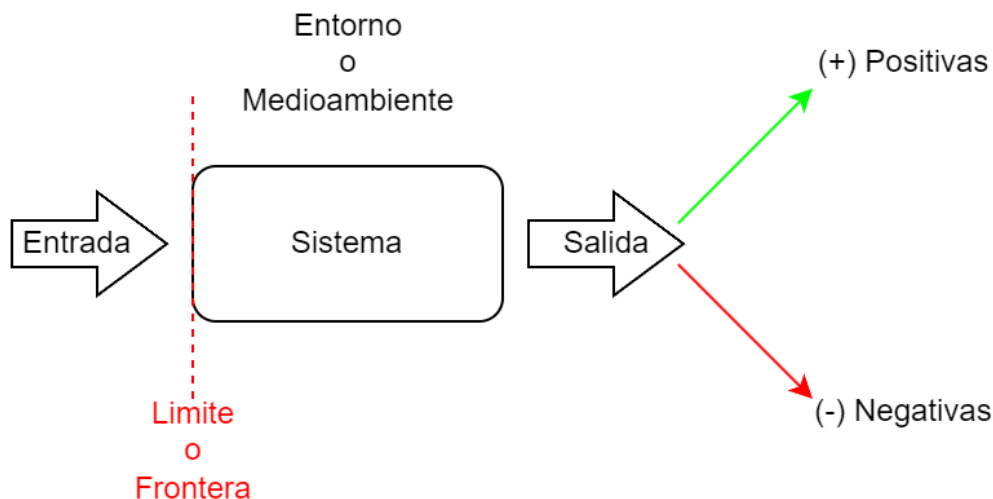 Entorno
o
Medioambiente
(+) Positivas
Entrada
Sistema
Salida
(-) Negativas
Limite
o
Frontera